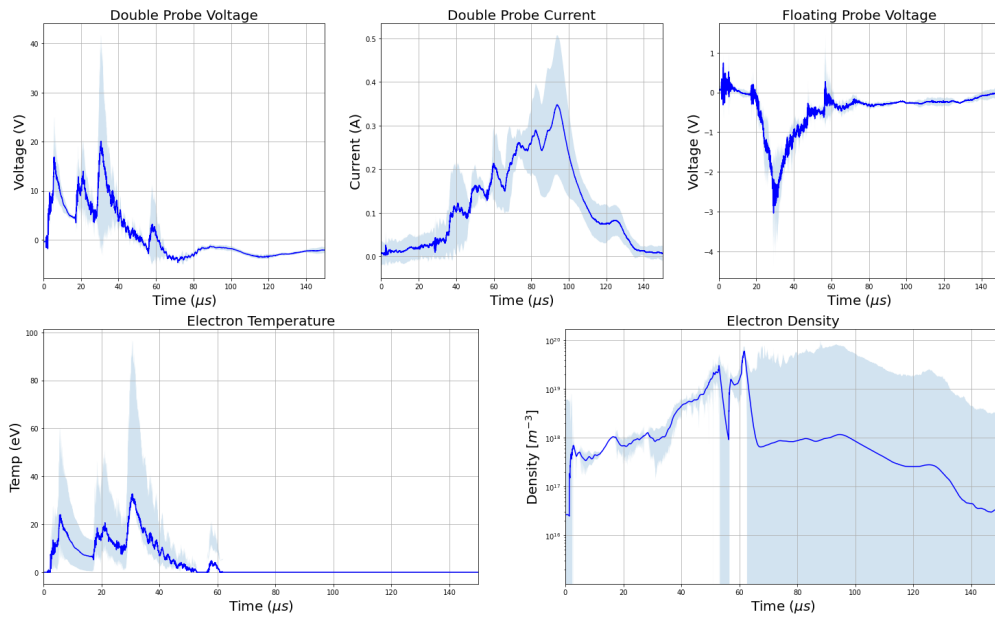 Double Probe Voltage
Voltage (V)
40
30
20
10
0
0 20 40 60 80 100 120 140
Time (μs)
Double Probe Current
Current (A)
0.5
0.4
0.3
0.2
0.1
0.0
0 20 40 60 80 100 120 140
Time (μs)
Floating Probe Voltage
Voltage (V)
1
0
−1
−2
−3
−4
0 20 40 60 80 100 120 140
Time (μs)
Electron Temperature
Temp (eV)
100
80
60
40
20
0
0 20 40 60 80 100 120 140
Time (μs)
Electron Density
Density [m⁻³]
10²⁰
10¹⁹
10¹⁸
10¹⁷
10¹⁶
0 20 40 60 80 100 120 140
Time (μs)